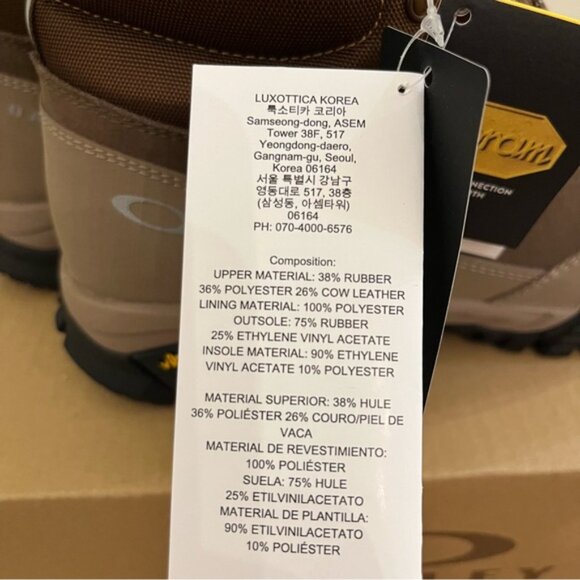 LUXOTTICA KOREA
룩소티카 코리아
Samseong-dong, ASEM
Tower 38F, 517
Yeongdong-daero,
Gangnam-gu, Seoul,
Korea 06164
서울 특별시 강남구
영동대로 517, 38층
(삼성동, 아셈타워)
06164
PH: 070-4000-6576
Composition:
UPPER MATERIAL: 38% RUBBER
36% POLYESTER 26% COW LEATHER
LINING MATERIAL: 100% POLYESTER
OUTSOLE: 75% RUBBER
25% ETHYLENE VINYL ACETATE
INSOLE MATERIAL: 90% ETHYLENE
VINYL ACETATE 10% POLYESTER
MATERIAL SUPERIOR: 38% HULE
36% POLIÉSTER 26% COURO/PIEL DE
VACA
MATERIAL DE REVESTIMIENTO:
100% POLIÉSTER
SUELA: 75% HULE
25% ETILVINILACETATO
MATERIAL DE PLANTILLA:
90% ETILVINILACETATO
10% POLIÉSTER